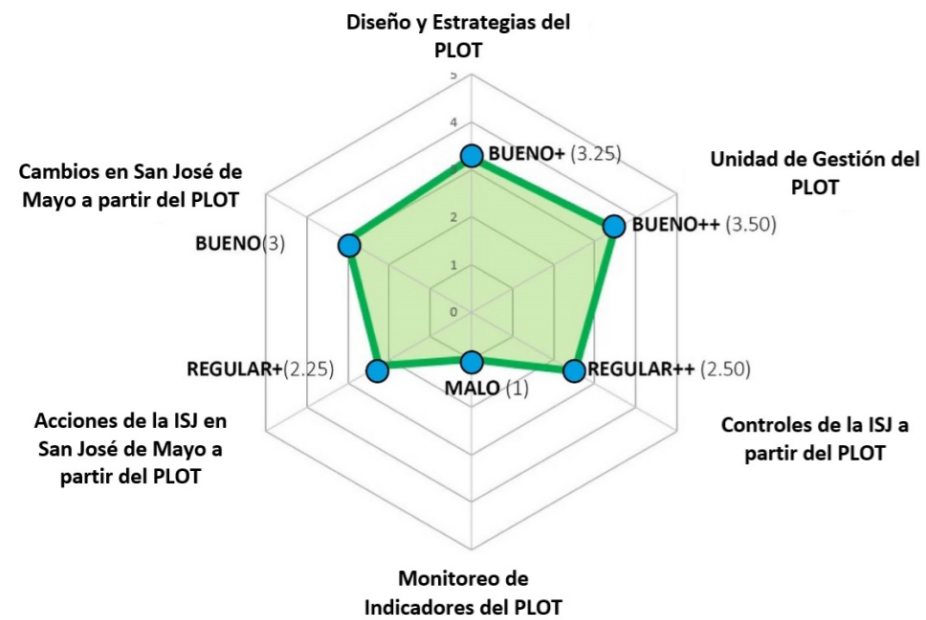 Diseño y Estrategias del
PLOT
5
4
BUENO+ (3.25)
3
Unidad de Gestión del
PLOT
Cambios en San José de
Mayo a partir del PLOT
2
BUENO++ (3.50)
BUENO(3)
1
0
REGULAR+(2.25)
REGULAR++ (2.50)
MALO (1)
Acciones de la ISJ en
San José de Mayo a
partir del PLOT
Controles de la ISJ a
partir del PLOT
Monitoreo de
Indicadores del PLOT